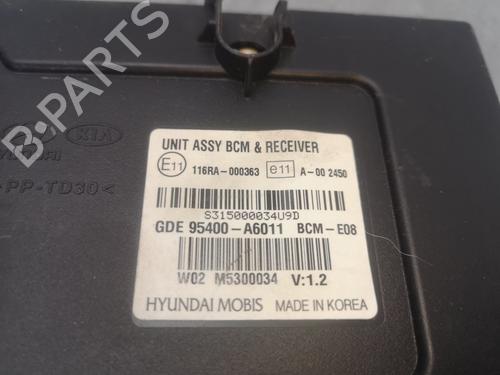 B-PARTS
KIA
>PP-TD30<
UNIT ASSY BCM & RECEIVER
E11 116RA-000363 e11 A-00 2450
S315000034U9D
GDE 95400-A6011 BCM-E08
W02 M5300034 V:1.2
HYUNDAI MOBIS MADE IN KOREA